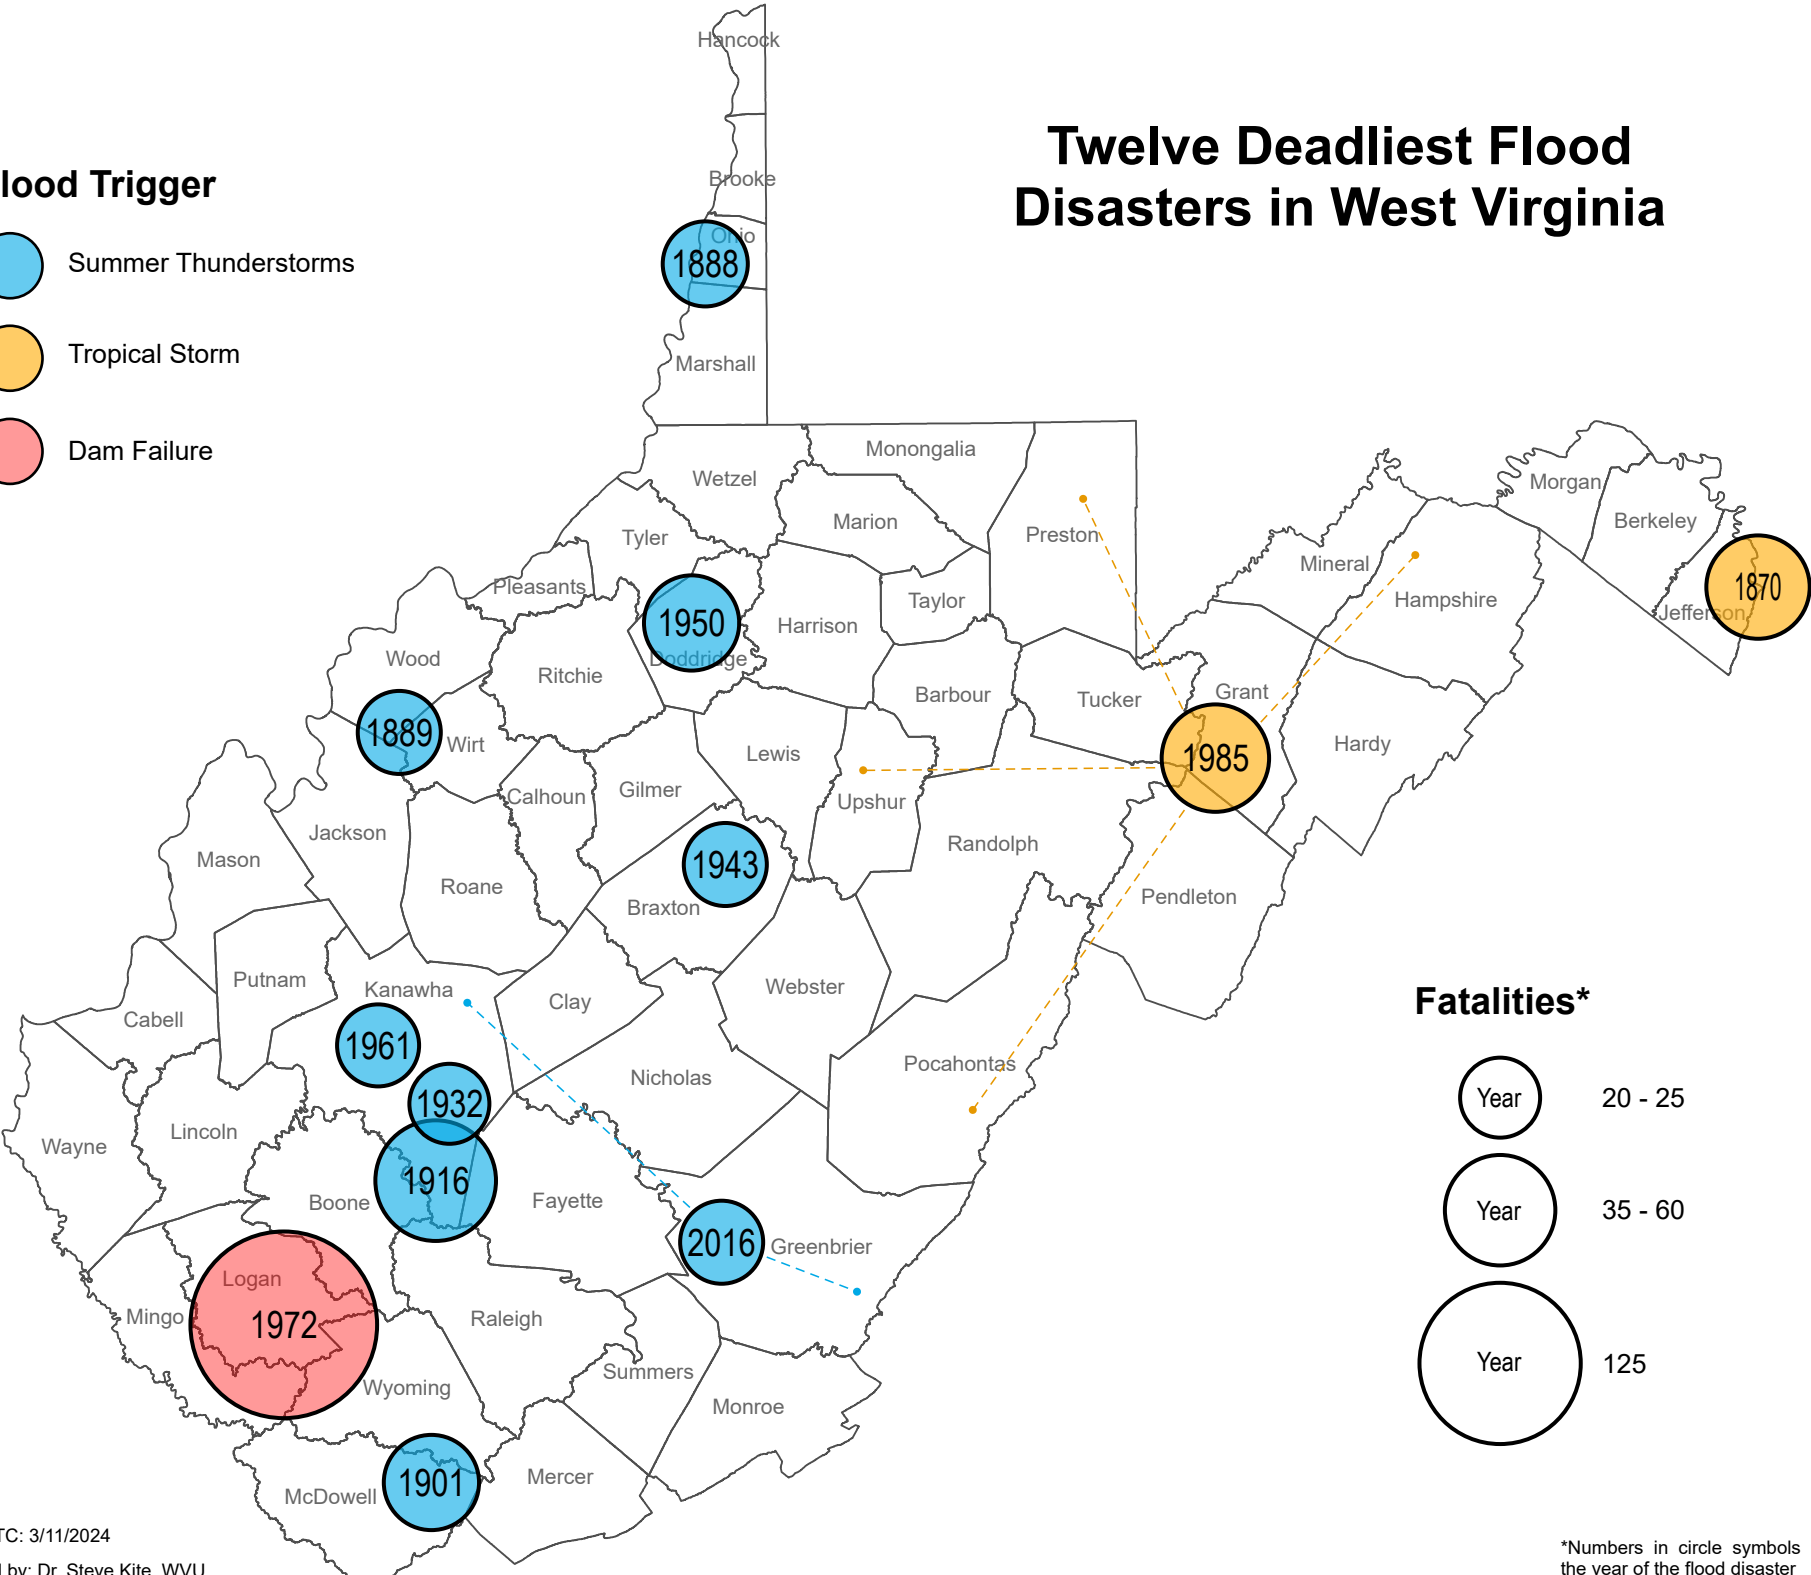 Twelve Deadliest Flood
Disasters in West Virginia
lood Trigger
Summer Thunderstorms
Tropical Storm
Dam Failure
Hancock
Brooke
Ohio
1888
Marshall
Wetzel
Monongalia
Marion
Preston
Tyler
Pleasants
1950
Doddridge
Harrison
Taylor
Mineral
Hampshire
Morgan
Berkeley
1870
Jefferson
Wood
Ritchie
Barbour
Tucker
Grant
1889
Wirt
Lewis
1985
Hardy
Calhoun
Gilmer
Upshur
Jackson
Mason
Roane
1943
Braxton
Randolph
Pendleton
Putnam
Kanawha
Clay
Webster
Cabell
1961
1932
Nicholas
Pocahontas
Wayne
Lincoln
Boone
1916
Fayette
2016
Greenbrier
Logan
1972
Mingo
Raleigh
Wyoming
Summers
Monroe
McDowell
1901
Mercer
Fatalities*
Year 20 - 25
Year 35 - 60
Year 125
TC: 3/11/2024
l by: Dr. Steve Kite, WVU
*Numbers in circle symbols
the year of the flood disaster